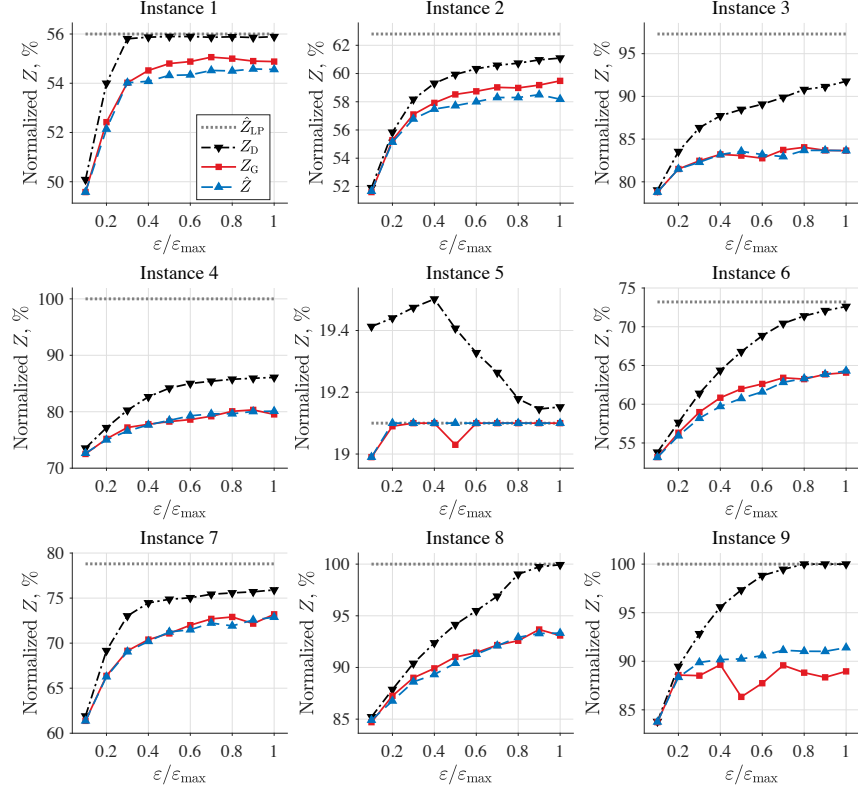 Instance 1
Instance 2
Instance 3
Normalized Z, %
56
54
52
50
0.2 0.4 0.6 0.8 1
ε/ε_max
Ẑ_LP
Z_D
Z_G
Ẑ
Normalized Z, %
62
60
58
56
54
52
0.2 0.4 0.6 0.8 1
ε/ε_max
Normalized Z, %
95
90
85
80
0.2 0.4 0.6 0.8 1
ε/ε_max
Instance 4
Instance 5
Instance 6
Normalized Z, %
100
90
80
70
0.2 0.4 0.6 0.8 1
ε/ε_max
Normalized Z, %
19.4
19.2
19
0.2 0.4 0.6 0.8 1
ε/ε_max
Normalized Z, %
75
70
65
60
55
0.2 0.4 0.6 0.8 1
ε/ε_max
Instance 7
Instance 8
Instance 9
Normalized Z, %
80
75
70
65
60
0.2 0.4 0.6 0.8 1
ε/ε_max
Normalized Z, %
100
95
90
85
0.2 0.4 0.6 0.8 1
ε/ε_max
Normalized Z, %
100
95
90
85
0.2 0.4 0.6 0.8 1
ε/ε_max